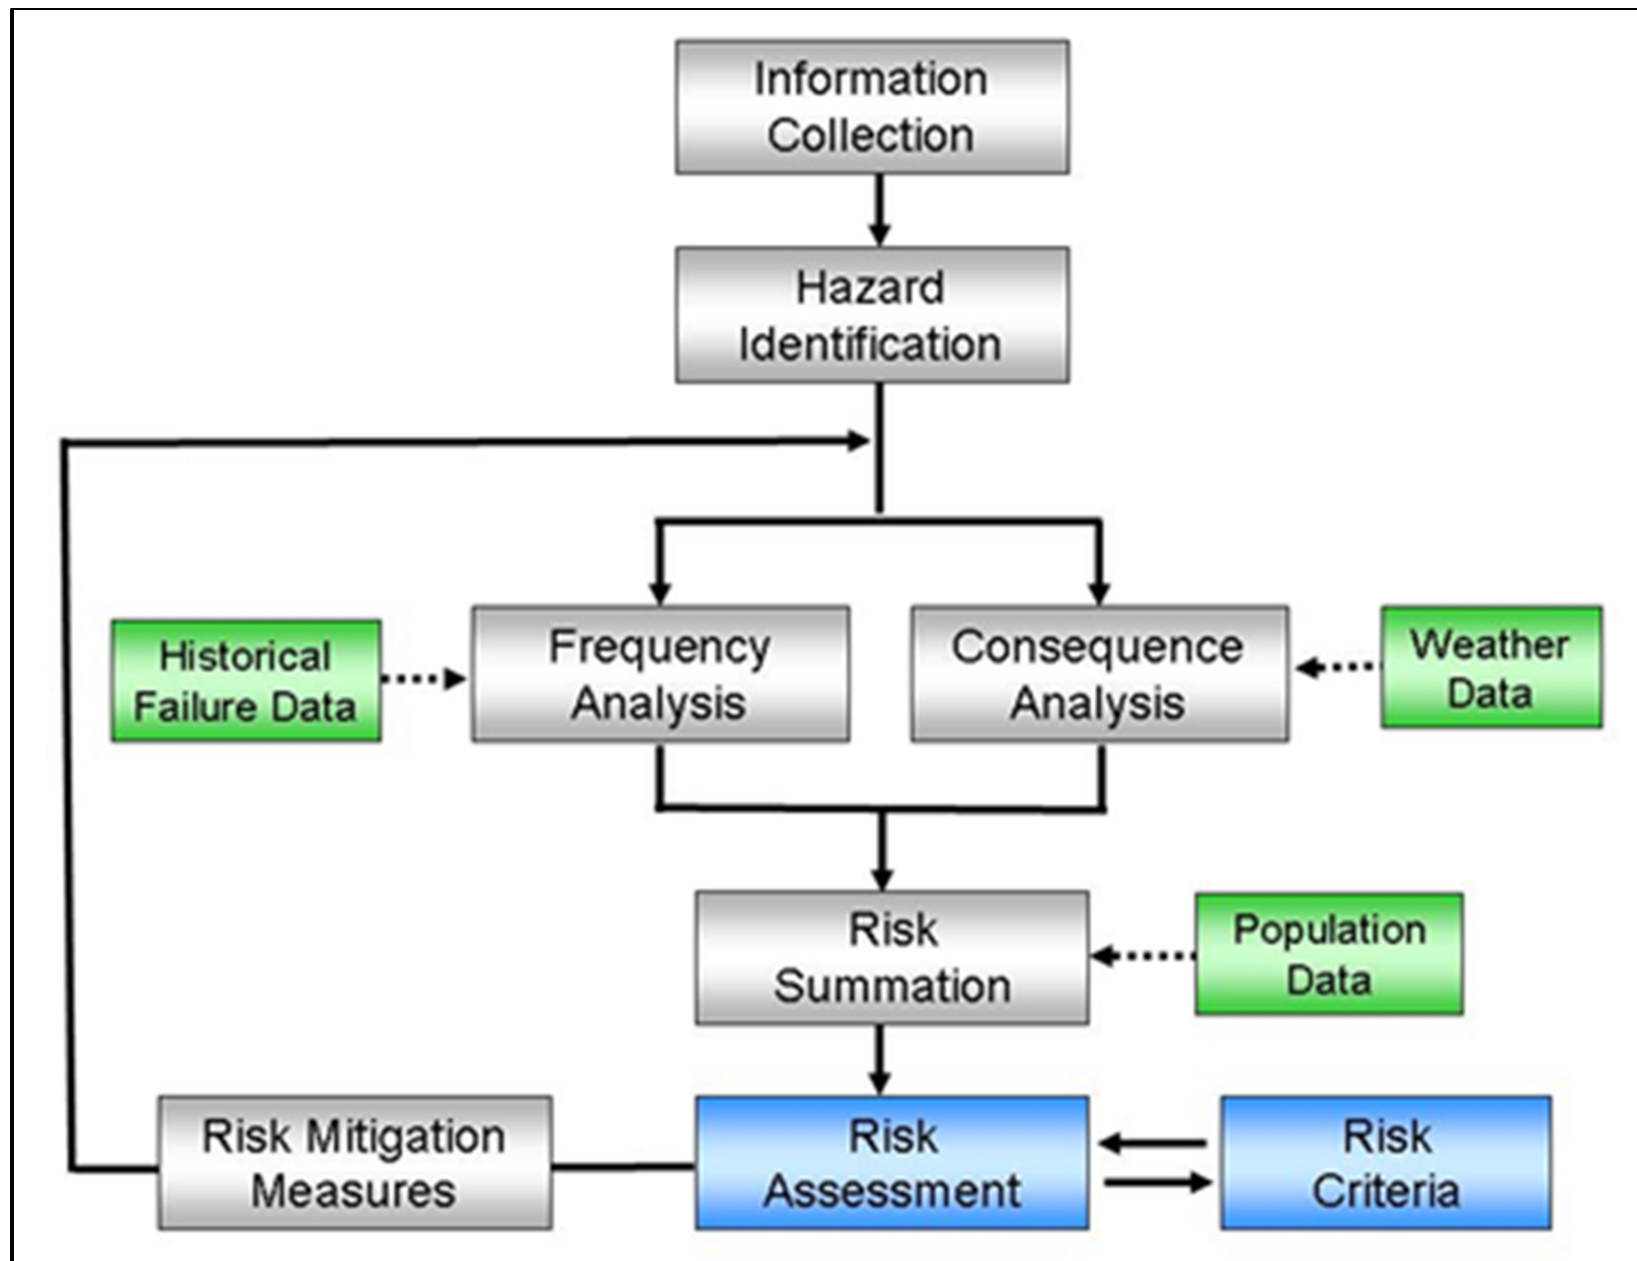 Information
Collection
Hazard
Identification
Historical
Failure Data
Frequency
Analysis
Consequence
Analysis
Weather
Data
Risk
Summation
Population
Data
Risk Mitigation
Measures
Risk
Assessment
Risk
Criteria